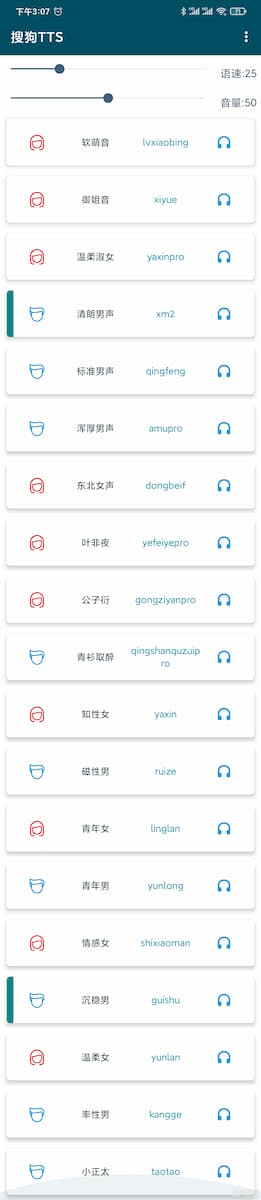 下午3:07
搜狗TTS
语速:25
音量:50
软萌音 lvxiaobing
御姐音 xiyue
温柔淑女 yaxinpro
清朗男声 xm2
标准男声 qingfeng
浑厚男声 amupro
东北女声 dongbeif
叶非夜 yefeiyepro
公子衍 gongziyanpro
青衫取醉 qingshanquzuip
ro
知性女 yaxin
磁性男 ruize
青年女 linglan
青年男 yunlong
情感女 shixiaoman
沉稳男 guishu
温柔女 yunlan
率性男 kangge
小正太 taotao